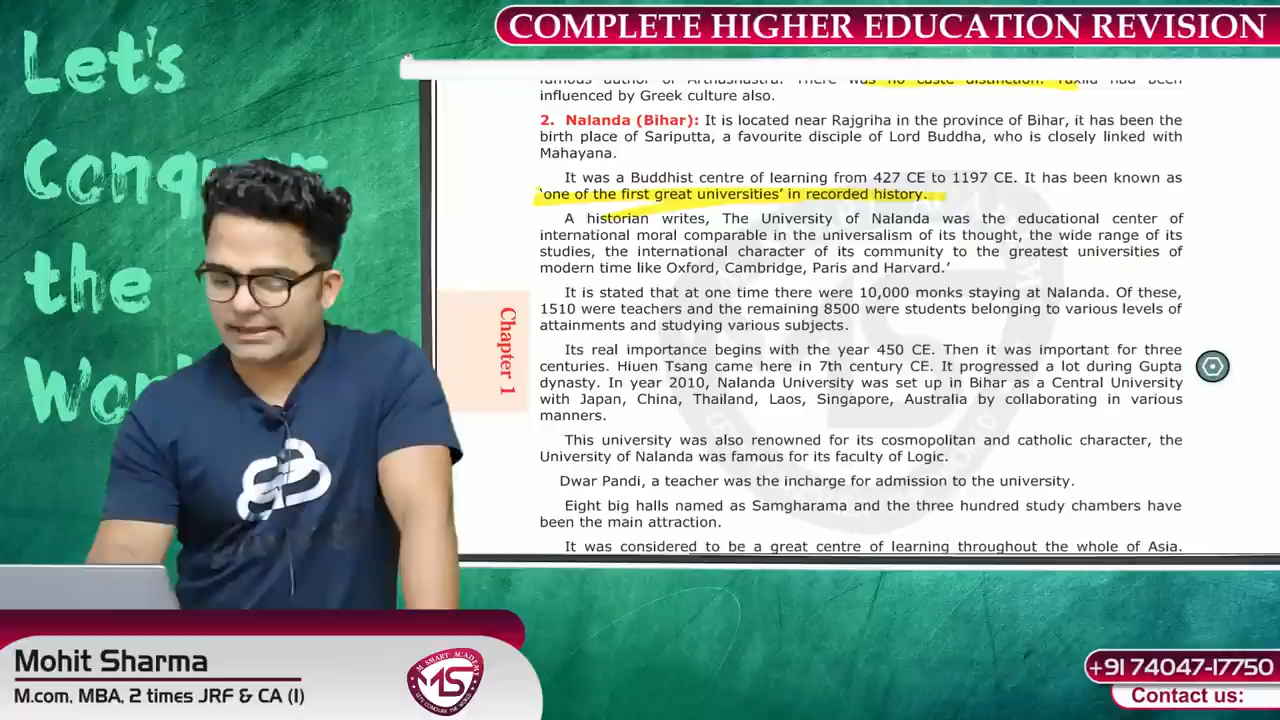 COMPLETE HIGHER EDUCATION REVISION
Let's
Conqu
the
Wor
famous author of Arthashastra. There was no caste distinction. Taxila had been
influenced by Greek culture also.
2. Nalanda (Bihar): It is located near Rajgriha in the province of Bihar, it has been the
birth place of Sariputta, a favourite disciple of Lord Buddha, who is closely linked with
Mahayana.
It was a Buddhist centre of learning from 427 CE to 1197 CE. It has been known as
‘one of the first great universities’ in recorded history.
A historian writes, The University of Nalanda was the educational center of
international moral comparable in the universalism of its thought, the wide range of its
studies, the international character of its community to the greatest universities of
modern time like Oxford, Cambridge, Paris and Harvard.’
It is stated that at one time there were 10,000 monks staying at Nalanda. Of these,
1510 were teachers and the remaining 8500 were students belonging to various levels of
attainments and studying various subjects.
Its real importance begins with the year 450 CE. Then it was important for three
centuries. Hiuen Tsang came here in 7th century CE. It progressed a lot during Gupta
dynasty. In year 2010, Nalanda University was set up in Bihar as a Central University
with Japan, China, Thailand, Laos, Singapore, Australia by collaborating in various
manners.
This university was also renowned for its cosmopolitan and catholic character, the
University of Nalanda was famous for its faculty of Logic.
Dwar Pandi, a teacher was the incharge for admission to the university.
Eight big halls named as Samgharama and the three hundred study chambers have
been the main attraction.
It was considered to be a great centre of learning throughout the whole of Asia.
Chapter 1
Mohit Sharma
M.com, MBA, 2 times JRF & CA (I)
M SMART ACADEMY
MS
LET'S CONQUER THE WORLD
+91 74047-17750
Contact us: